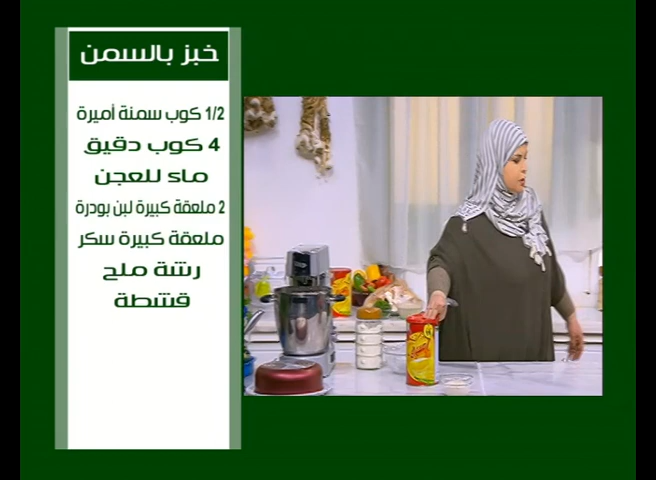 خبز بالسمن
1/2 كوب سمنة أميرة
4 كوب دقيق
ماء للعجن
2 ملعقة كبيرة لبن بودرة
ملعقة كبيرة سكر
رشة ملح
قشطة